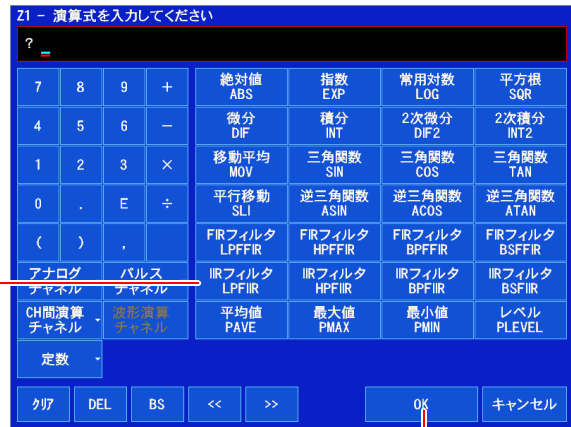 Z1 − 演算式を入力してください
?
7 8 9 + 絶対値 指数 常用対数 平方根
ABS EXP LOG SQR
4 5 6 − 微分 積分 2次微分 2次積分
DIF INT DIF2 INT2
1 2 3 × 移動平均 三角関数 三角関数 三角関数
MOV SIN COS TAN
0 . E ÷ 平行移動 逆三角関数 逆三角関数 逆三角関数
SLI ASIN ACOS ATAN
( ) , FIRフィルタ FIRフィルタ FIRフィルタ FIRフィルタ
LPFFIR HPFFIR BPFFIR BSFFIR
アナログ パルス IIRフィルタ IIRフィルタ IIRフィルタ IIRフィルタ
チャネル チャネル LPFIIR HPFIIR BPFIIR BSFIIR
CH間演算 波形演算 平均値 最大値 最小値 レベル
チャネル チャネル PAVE PMAX PMIN PLEVEL
定数
クリア DEL BS << >> OK キャンセル